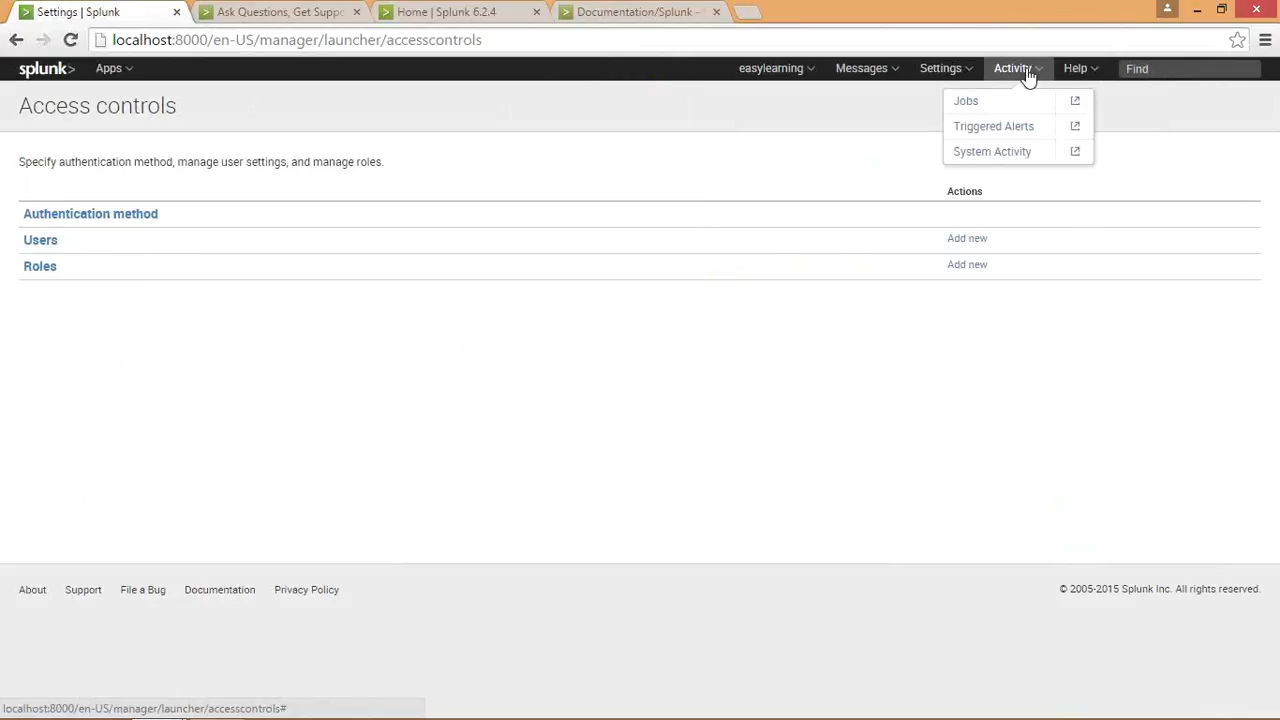 Settings | Splunk
Ask Questions, Get Suppo
Home | Splunk 6.2.4
Documentation/Splunk -
localhost:8000/en-US/manager/launcher/accesscontrols
splunk> Apps easylearning Messages Settings Activity Help Find
Access controls
Jobs
Triggered Alerts
System Activity
Specify authentication method, manage user settings, and manage roles.
Actions
Authentication method
Users Add new
Roles Add new
About Support File a Bug Documentation Privacy Policy © 2005-2015 Splunk Inc. All rights reserved.
localhost:8000/en-US/manager/launcher/accesscontrols#